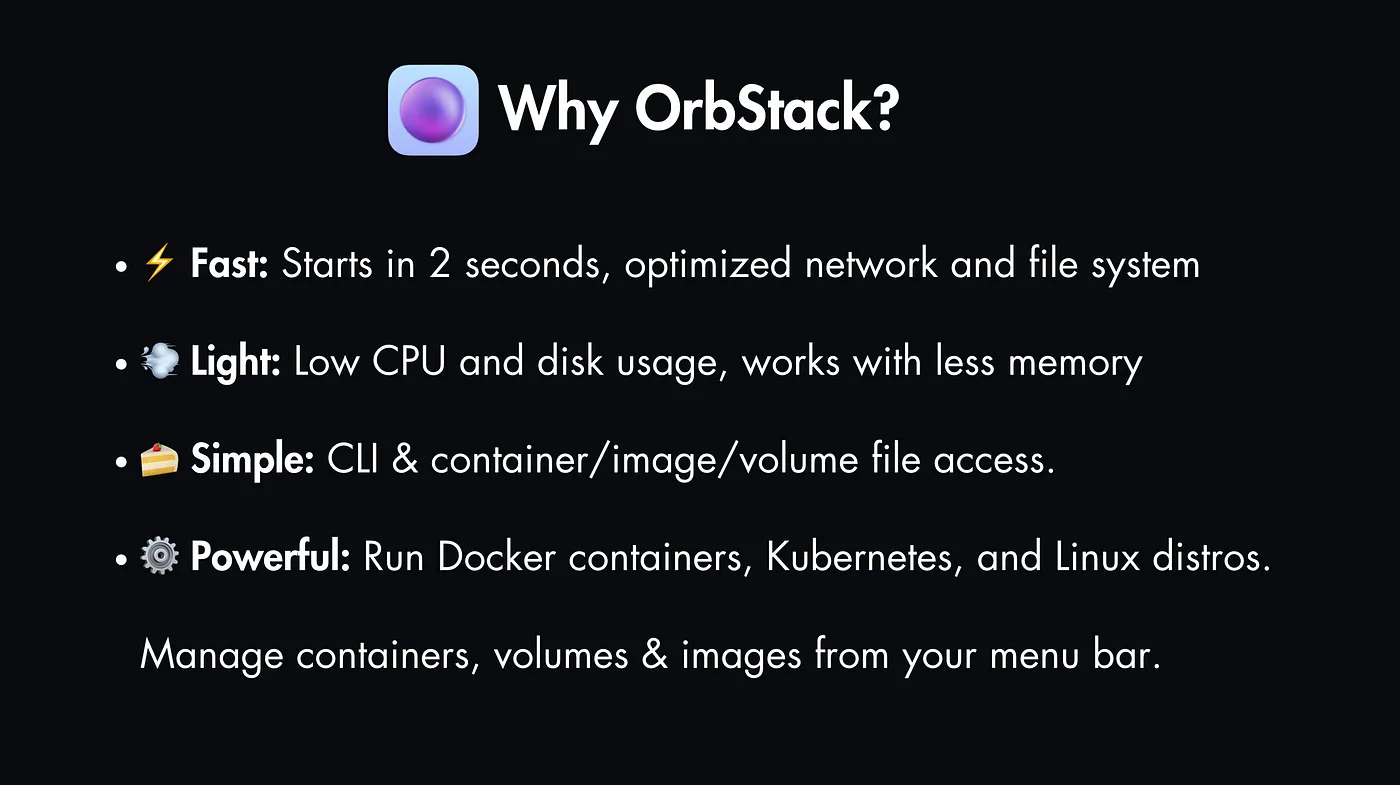 Why OrbStack?
• ⚡ Fast: Starts in 2 seconds, optimized network and file system
• 💨 Light: Low CPU and disk usage, works with less memory
• 🍰 Simple: CLI & container/image/volume file access.
• ⚙️ Powerful: Run Docker containers, Kubernetes, and Linux distros.
Manage containers, volumes & images from your menu bar.